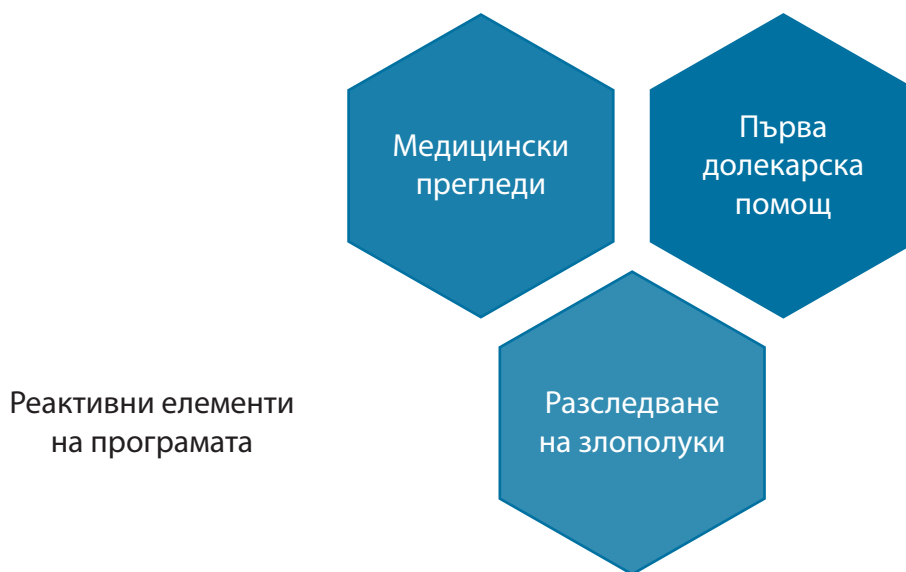 Медицински
прегледи
Първа
долекарска
помощ
Реактивни елементи
на програмата
Разследване
на злополуки